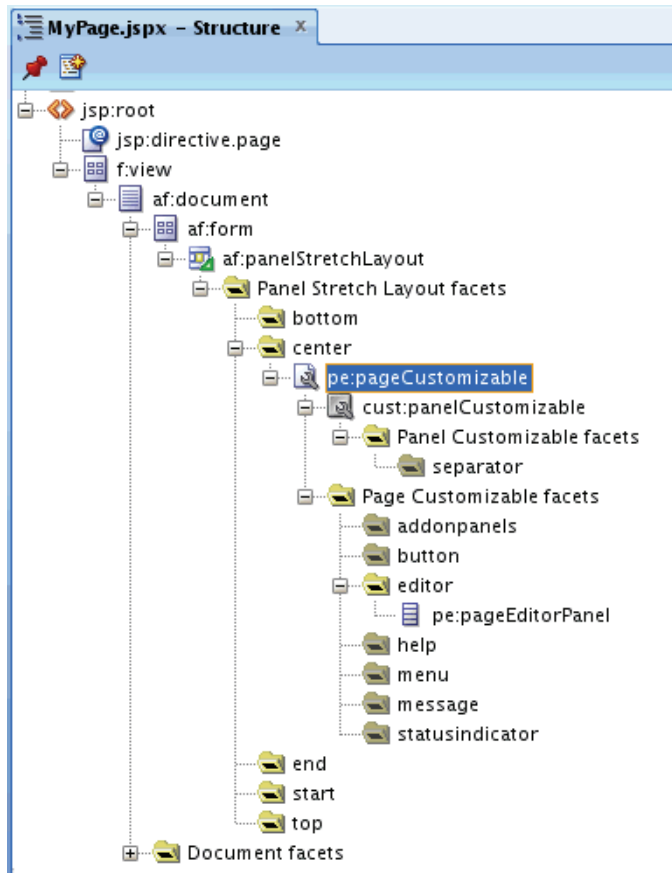 MyPage.jspx - Structure x
jsp:root
jsp:directive.page
f:view
af:document
af:form
af:panelStretchLayout
Panel Stretch Layout facets
bottom
center
pe:pageCustomizable
cust:panelCustomizable
Panel Customizable facets
separator
Page Customizable facets
addonpanels
button
editor
pe:pageEditorPanel
help
menu
message
statusindicator
end
start
top
Document facets